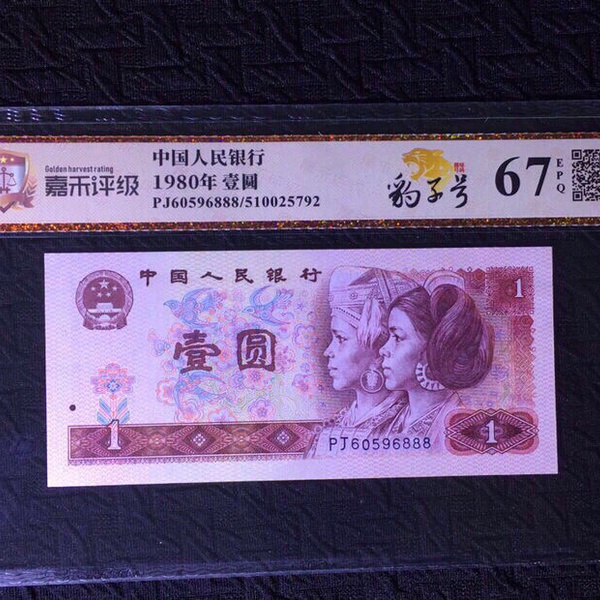 Golden harvest rating
嘉禾评级
中国人民银行
1980年 壹圆
PJ60596888/510025792
豹子号
67
EPQ
中国人民银行
1
壹圆
1
PJ60596888
1